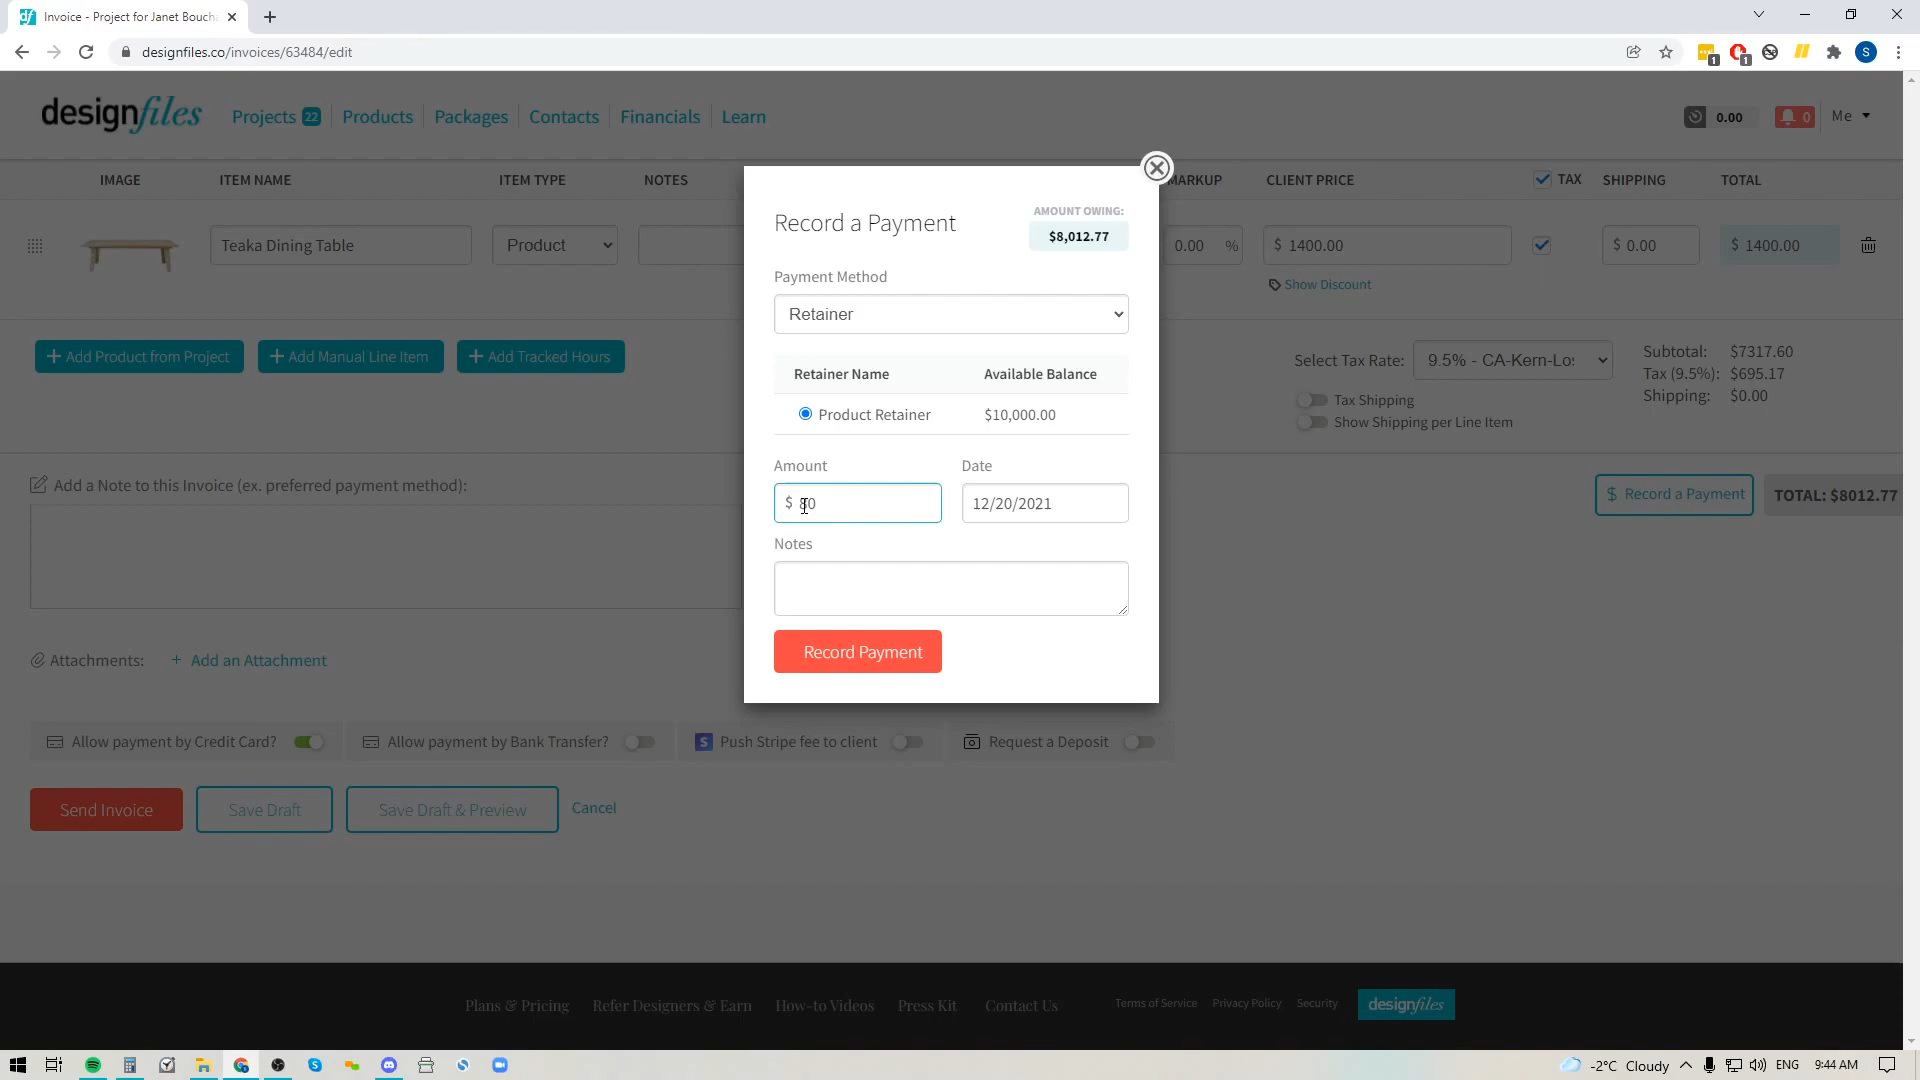 Invoice - Project for Janet Bouch
designfiles.co/invoices/63484/edit
1
1
S
designfiles
Projects 22
Products
Packages
Contacts
Financials
Learn
0.00
0
Me
IMAGE
ITEM NAME
ITEM TYPE
NOTES
MARKUP
CLIENT PRICE
TAX
SHIPPING
TOTAL
Teaka Dining Table
Product
0.00 %
$ 1400.00
$ 0.00
$ 1400.00
Show Discount
+ Add Product from Project
+ Add Manual Line Item
+ Add Tracked Hours
Select Tax Rate:
9.5% - CA-Kern-Lo
Subtotal: $7317.60
Tax (9.5%): $695.17
Shipping: $0.00
Tax Shipping
Show Shipping per Line Item
Record a Payment
AMOUNT OWING:
$8,012.77
Payment Method
Retainer
Retainer Name
Available Balance
Product Retainer
$10,000.00
Amount
Date
$ 80
12/20/2021
Notes
Record Payment
Add a Note to this Invoice (ex. preferred payment method):
$ Record a Payment
TOTAL: $8012.77
Attachments:
+ Add an Attachment
Allow payment by Credit Card?
Allow payment by Bank Transfer?
S Push Stripe fee to client
Request a Deposit
Send Invoice
Save Draft
Save Draft & Preview
Cancel
Plans & Pricing
Refer Designers & Earn
How-to Videos
Press Kit
Contact Us
Terms of Service
Privacy Policy
Security
designfiles
-2°C Cloudy
ENG
9:44 AM